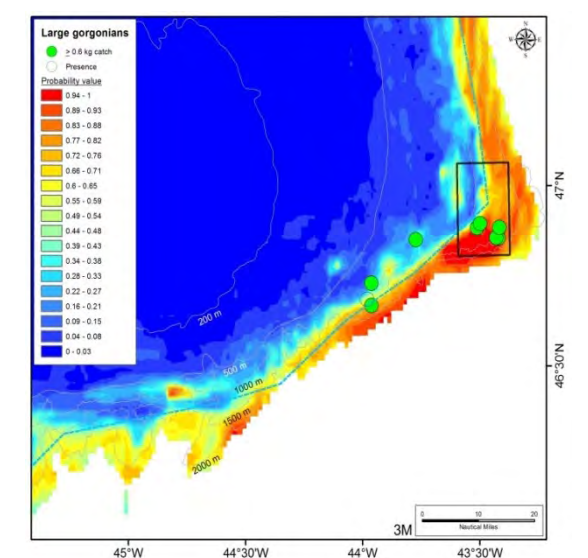 Large gorgonians
≥ 0.6 kg catch
Presence
Probability value
0.94 - 1
0.89 - 0.93
0.83 - 0.88
0.77 - 0.82
0.72 - 0.76
0.66 - 0.71
0.6 - 0.65
0.55 - 0.59
0.49 - 0.54
0.44 - 0.48
0.39 - 0.43
0.34 - 0.38
0.28 - 0.33
0.22 - 0.27
0.16 - 0.21
0.09 - 0.15
0.04 - 0.08
0 - 0.03
N
W
E
S
47°N
200 m
500 m
1000 m
1500 m
2000 m
46°30'N
3M
0 10 20
Nautical Miles
45°W 44°30'W 44°W 43°30'W